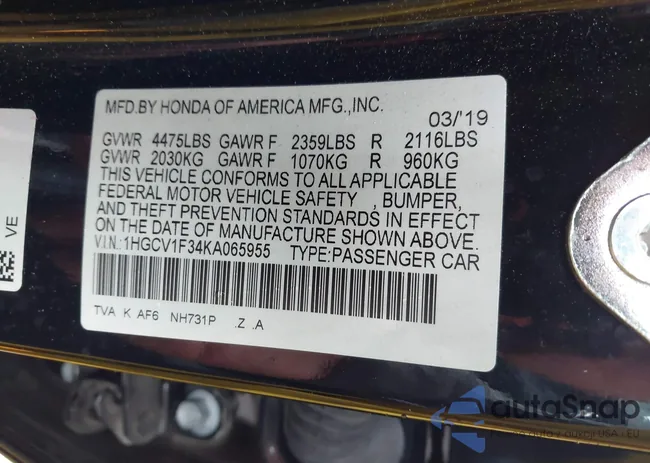 MFD.BY HONDA OF AMERICA MFG.,INC.
03/'19
GVWR 4475LBS GAWR F 2359LBS R 2116LBS
GVWR 2030KG GAWR F 1070KG R 960KG
THIS VEHICLE CONFORMS TO ALL APPLICABLE
FEDERAL MOTOR VEHICLE SAFETY , BUMPER,
AND THEFT PREVENTION STANDARDS IN EFFECT
ON THE DATE OF MANUFACTURE SHOWN ABOVE.
V.I.N.:1HGCV1F34KA065955 TYPE:PASSENGER CAR
TVA K AF6 NH731P .Z .A
VE
autoSnap